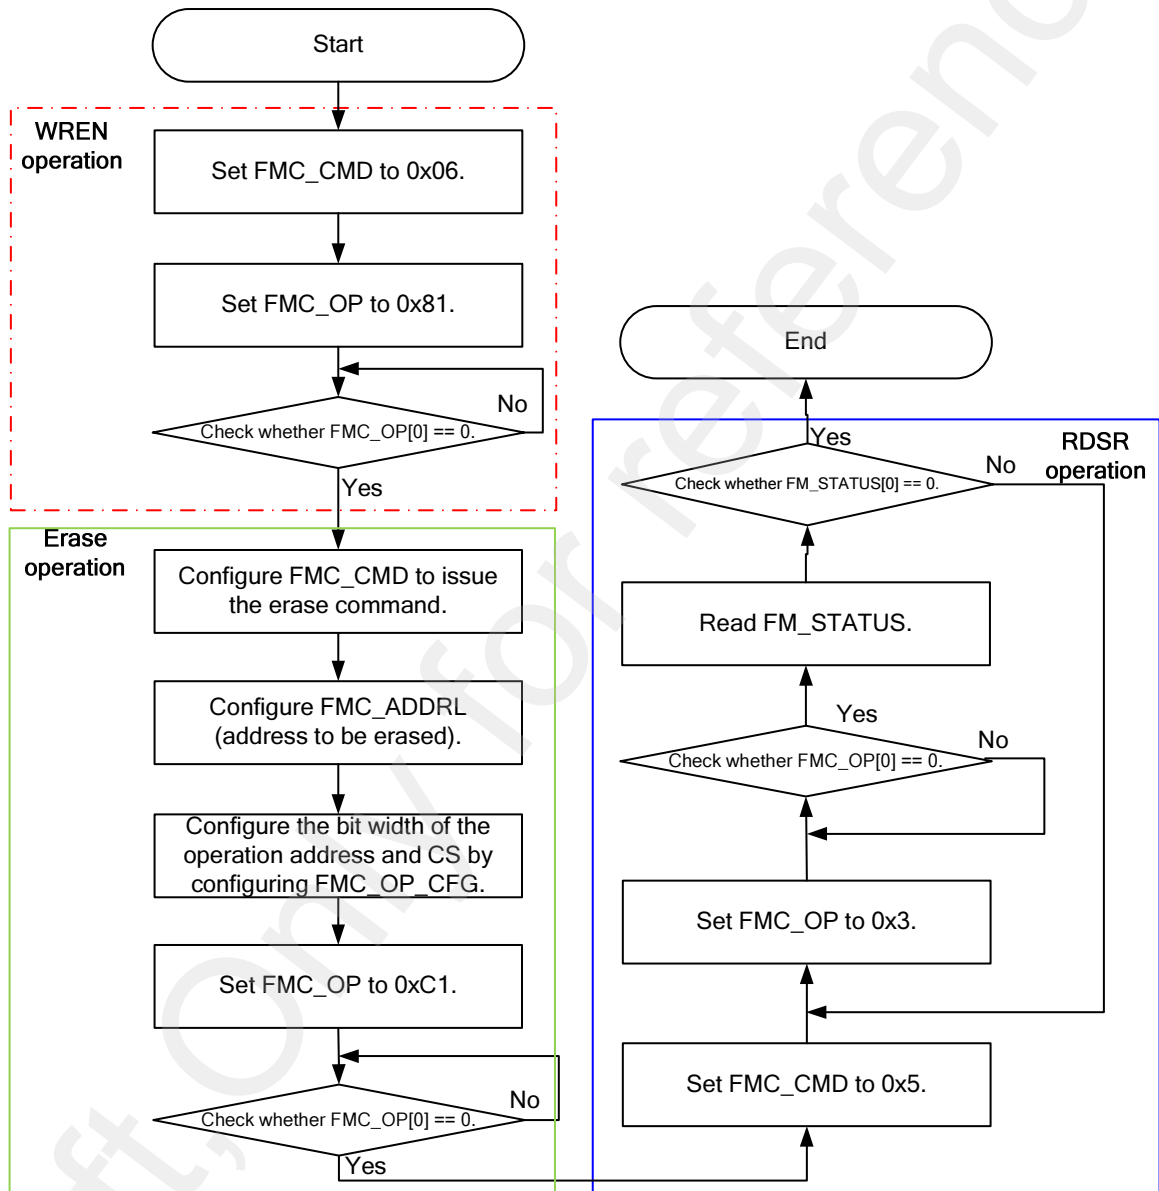 Start
WREN
operation
Set FMC_CMD to 0x06.
Set FMC_OP to 0x81.
No
Check whether FMC_OP[0] == 0.
Yes
Erase
operation
Configure FMC_CMD to issue
the erase command.
Configure FMC_ADDRL
(address to be erased).
Configure the bit width of the
operation address and CS by
configuring FMC_OP_CFG.
Set FMC_OP to 0xC1.
No
Check whether FMC_OP[0] == 0.
Yes
End
Yes
RDSR
operation
No
Check whether FM_STATUS[0] == 0.
Read FM_STATUS.
Yes
No
Check whether FMC_OP[0] == 0.
Set FMC_OP to 0x3.
Set FMC_CMD to 0x5.
ft, Only for referenc